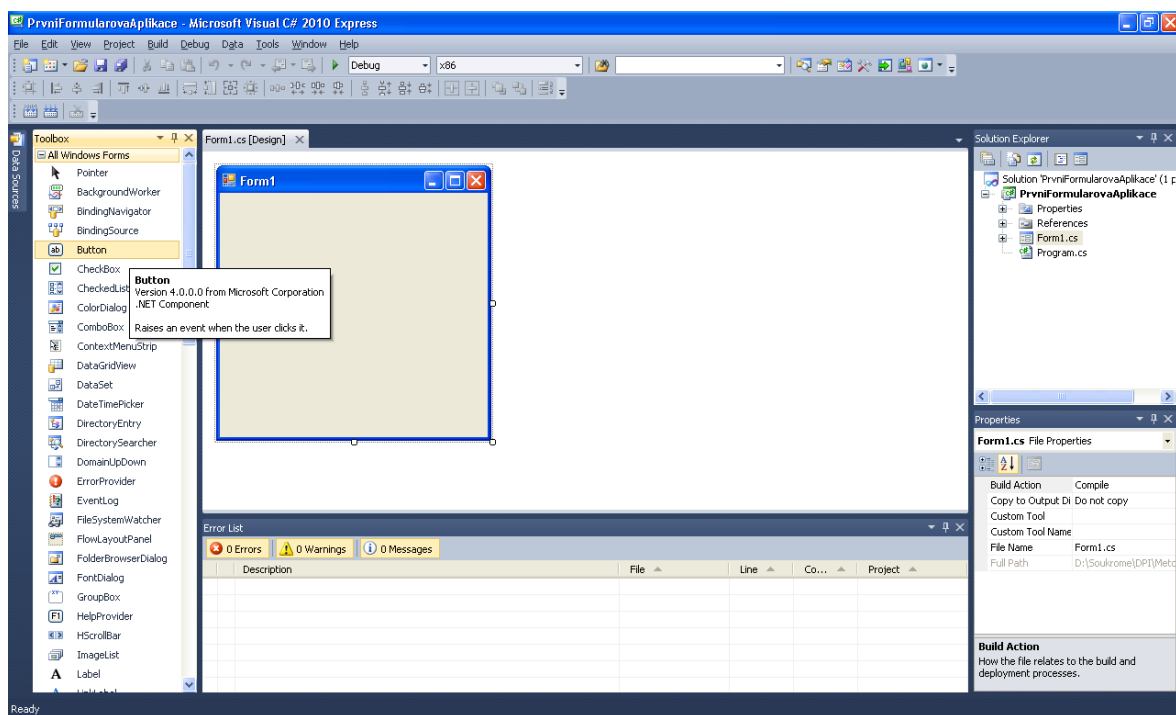 PrvniFormularovaAplikace - Microsoft Visual C# 2010 Express
File Edit View Project Build Debug Data Tools Window Help
Debug x86
Data Sources
Toolbox
All Windows Forms
Pointer
BackgroundWorker
BindingNavigator
BindingSource
Button
CheckBox
CheckedList
ColorDialog
ComboBox
ContextMenuStrip
DataGridView
DataSet
DateTimePicker
DirectoryEntry
DirectorySearcher
DomainUpDown
ErrorProvider
EventLog
FileSystemWatcher
FlowLayoutPanel
FolderBrowserDialog
FontDialog
GroupBox
HelpProvider
HScrollBar
ImageList
Label
Button
Version 4.0.0.0 from Microsoft Corporation
.NET Component
Raises an event when the user clicks it.
Form1.cs [Design]
Form1
Error List
0 Errors 0 Warnings 0 Messages
Description File Line Co... Project
Solution Explorer
Solution 'PrvniFormularovaAplikace' (1 p
PrvniFormularovaAplikace
Properties
References
Form1.cs
Program.cs
Properties
Form1.cs File Properties
Build Action Compile
Copy to Output Di Do not copy
Custom Tool
Custom Tool Name
File Name Form1.cs
Full Path D:\Soukrome\DPI\Meto
Build Action
How the file relates to the build and
deployment processes.
Ready